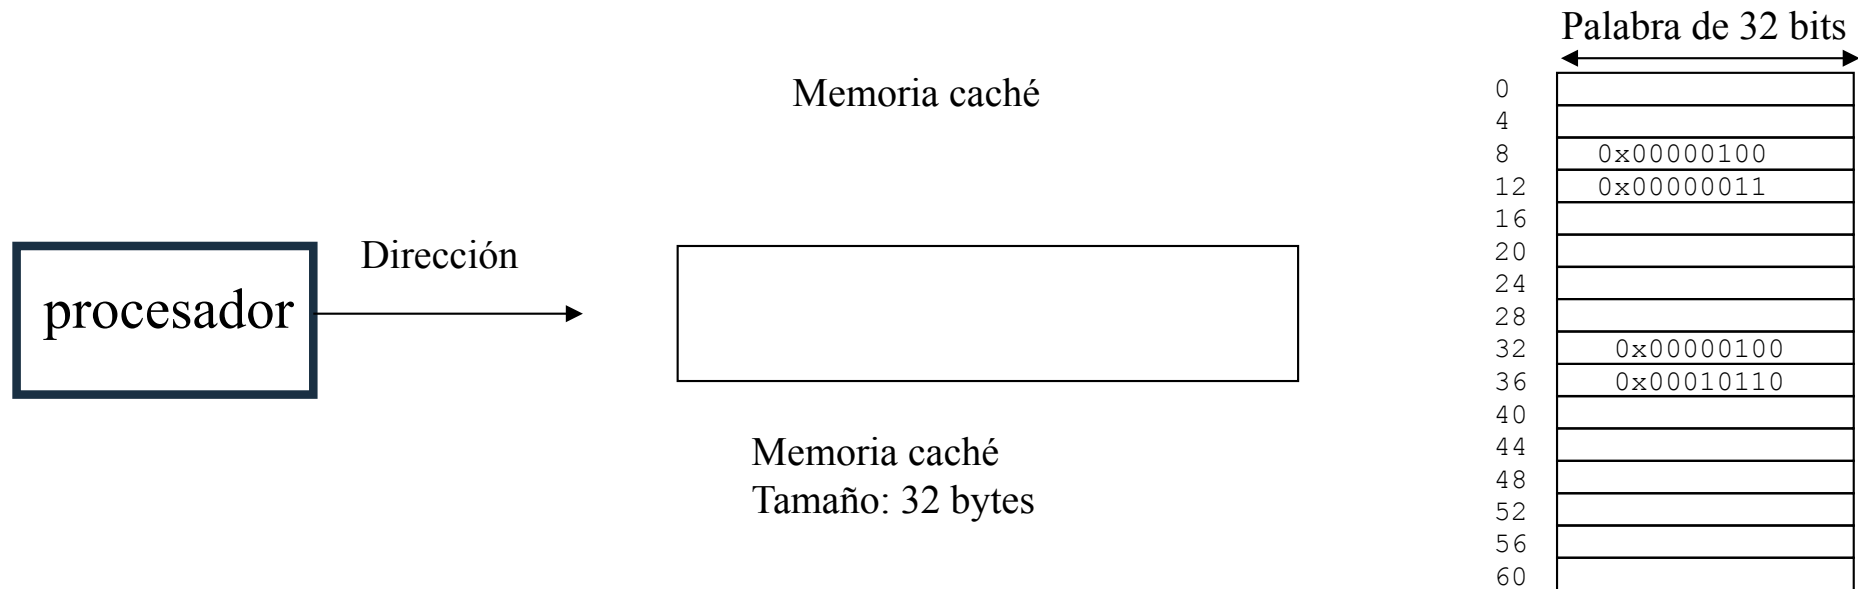 Palabra de 32 bits
Memoria caché
procesador
Dirección
Memoria caché
Tamaño: 32 bytes
0
4
8 0x00000100
12 0x00000011
16
20
24
28
32 0x00000100
36 0x00010110
40
44
48
52
56
60